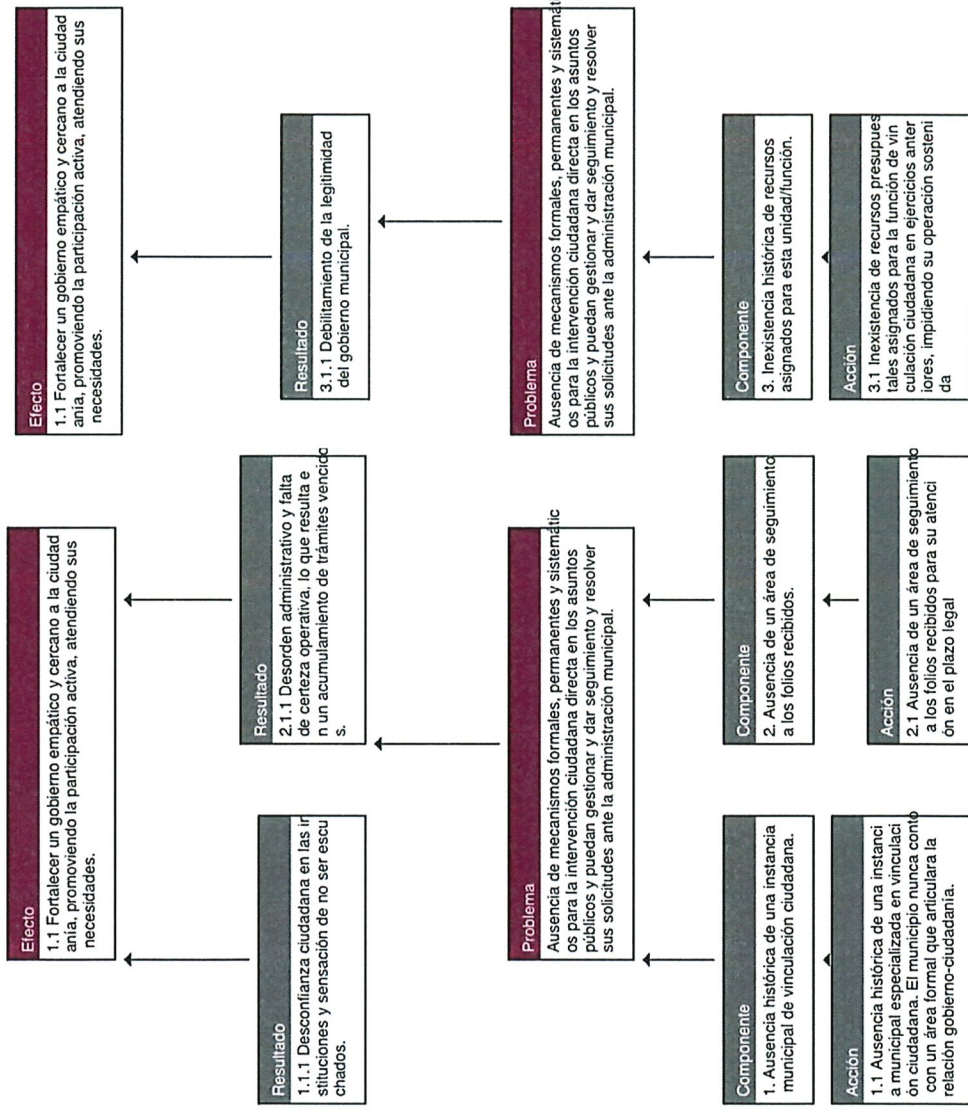 Efecto
1.1 Fortalecer un gobierno empático y cercano a la ciudad
anía, promoviendo la participación activa, atendiendo sus
necesidades.
Resultado
1.1.1 Desconfianza ciudadana en las in
stituciones y sensación de no ser escu
chados.
Resultado
2.1.1 Desorden administrativo y falta
de certeza operativa, lo que resulta e
n un acumulamiento de trámites vencido
s.
Problema
Ausencia de mecanismos formales, permanentes y sistemátic
os para la intervención ciudadana directa en los asuntos
públicos y puedan gestionar y dar seguimiento y resolver
sus solicitudes ante la administración municipal.
Componente
1. Ausencia histórica de una instancia
municipal de vinculación ciudadana.
Componente
2. Ausencia de un área de seguimiento
a los folios recibidos.
Acción
1.1 Ausencia histórica de una instanci
a municipal especializada en vinculaci
ón ciudadana. El municipio nunca conto
con un área formal que articulara la
relación gobierno-ciudadanía.
Acción
2.1 Ausencia de un área de seguimiento
a los folios recibidos para su atenci
ón en el plazo legal
Efecto
1.1 Fortalecer un gobierno empático y cercano a la ciudad
anía, promoviendo la participación activa, atendiendo sus
necesidades.
Resultado
3.1.1 Debilitamiento de la legitimidad
del gobierno municipal.
Problema
Ausencia de mecanismos formales, permanentes y sistemát
os para la intervención ciudadana directa en los asuntos
públicos y puedan gestionar y dar seguimiento y resolver
sus solicitudes ante la administración municipal.
Componente
3. Inexistencia histórica de recursos
asignados para esta unidad/función.
Acción
3.1 Inexistencia de recursos presupues
tales asignados para la función de vin
culación ciudadana en ejercicios anter
iores, impidiendo su operación sosteni
da